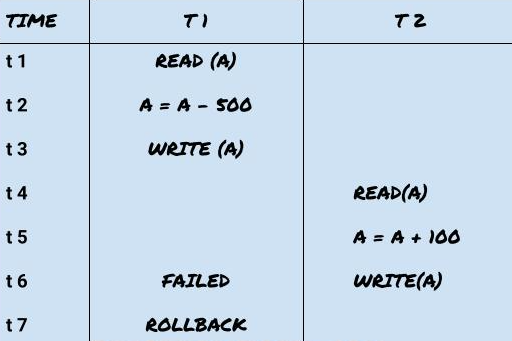 TIME T1 T2
t1 READ (A)
t2 A = A - 500
t3 WRITE (A)
t4 READ(A)
t5 A = A + 100
t6 FAILED WRITE(A)
t7 ROLLBACK